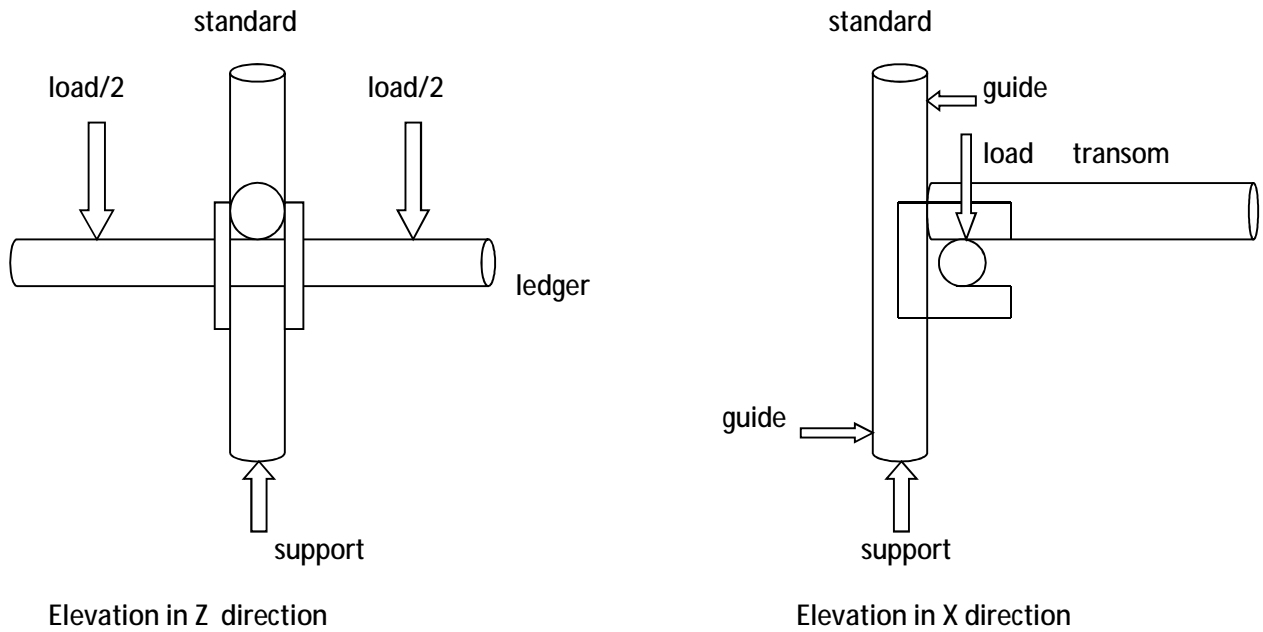 standard
load/2
load/2
ledger
support
Elevation in Z direction
standard
guide
load transom
guide
support
Elevation in X direction